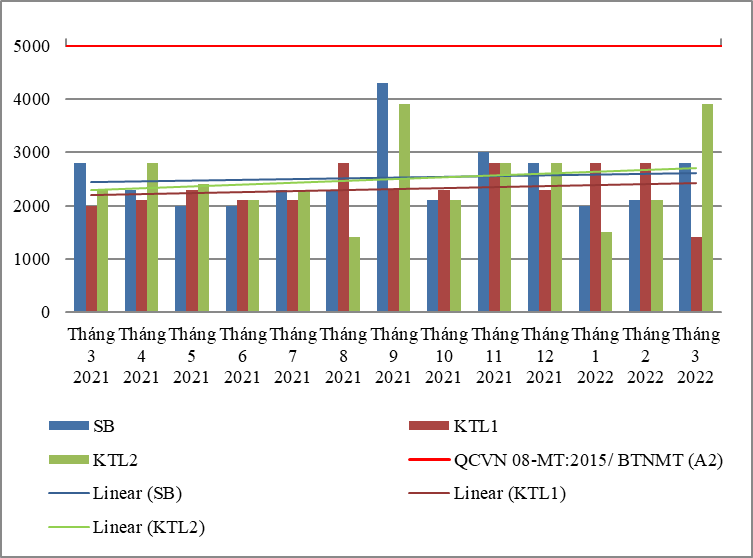 5000
4000
3000
2000
1000
0
Tháng 3 2021
Tháng 4 2021
Tháng 5 2021
Tháng 6 2021
Tháng 7 2021
Tháng 8 2021
Tháng 9 2021
Tháng 10 2021
Tháng 11 2021
Tháng 12 2021
Tháng 1 2022
Tháng 2 2022
Tháng 3 2022
SB
KTL1
KTL2
QCVN 08-MT:2015/ BTNMT (A2)
Linear (SB)
Linear (KTL1)
Linear (KTL2)